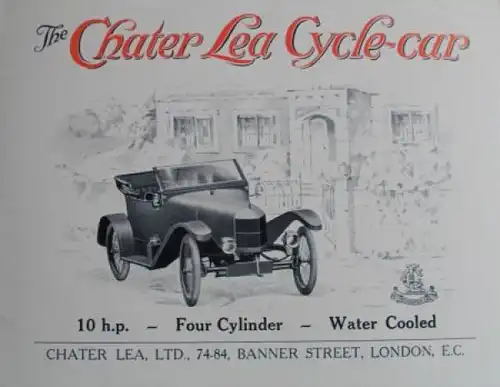 The Chater Lea Cycle-car
10 h.p. – Four Cylinder – Water Cooled
CHATER LEA, LTD., 74-84, BANNER STREET, LONDON, E.C.